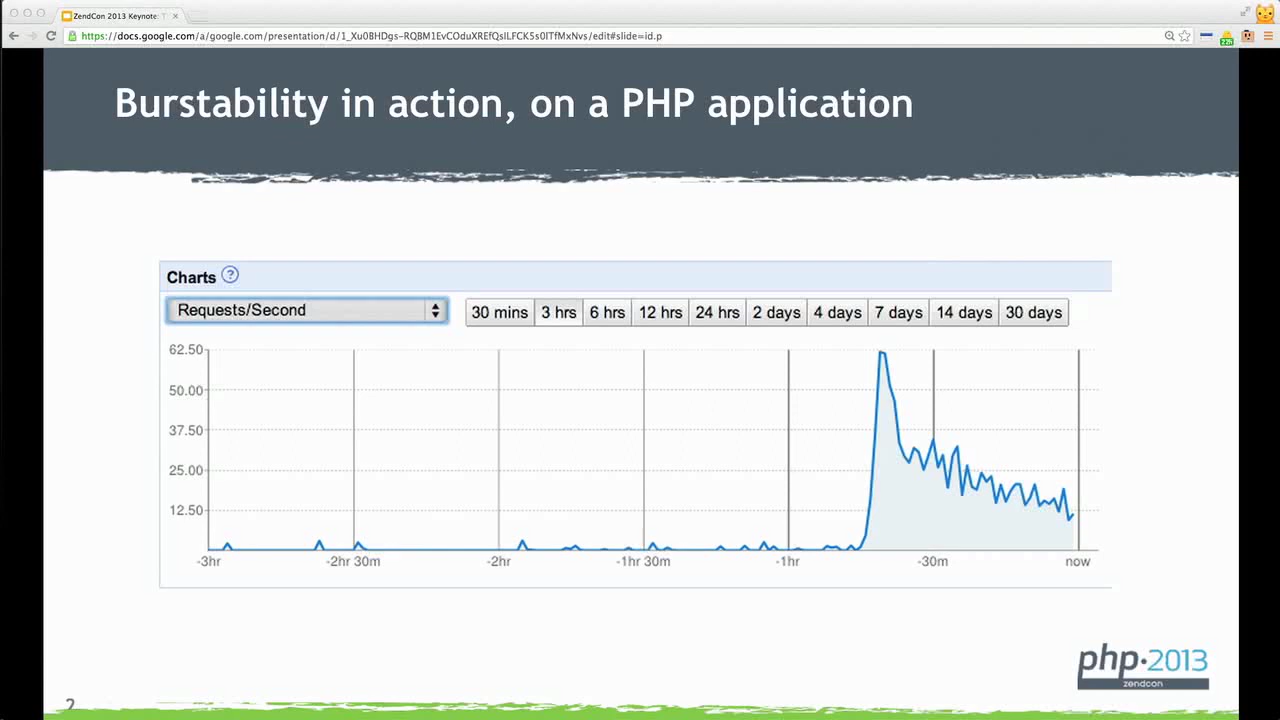 ZendCon 2013 Keynote: T
https://docs.google.com/a/google.com/presentation/d/1_Xu0BHDgs-RQBM1EvCOduXREfQsILFCK5s0ITfMxNvs/edit#slide=id.p
22h
Burstability in action, on a PHP application
Charts ?
Requests/Second 30 mins 3 hrs 6 hrs 12 hrs 24 hrs 2 days 4 days 7 days 14 days 30 days
62.50
50.00
37.50
25.00
12.50
-3hr -2hr 30m -2hr -1hr 30m -1hr -30m now
php·2013
zendcon
2